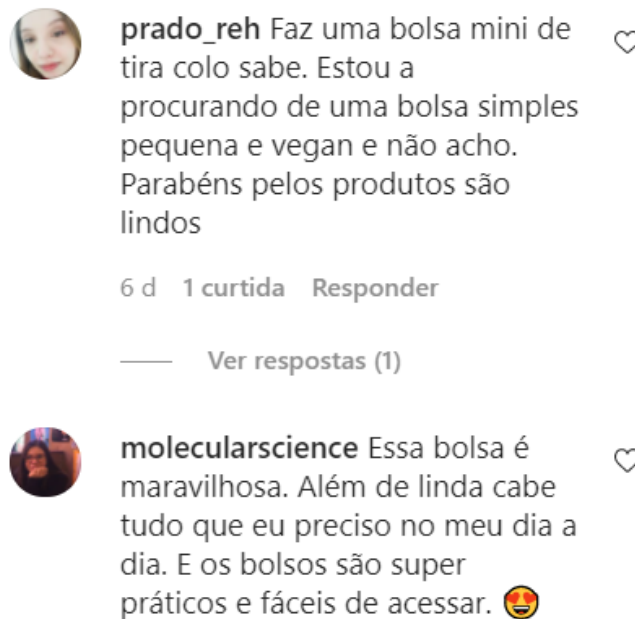 prado_reh Faz uma bolsa mini de
tira colo sabe. Estou a
procurando de uma bolsa simples
pequena e vegan e não acho.
Parabéns pelos produtos são
lindos
6 d 1 curtida Responder
Ver respostas (1)
molecularscience Essa bolsa é
maravilhosa. Além de linda cabe
tudo que eu preciso no meu dia a
dia. E os bolsos são super
práticos e fáceis de acessar. 😍